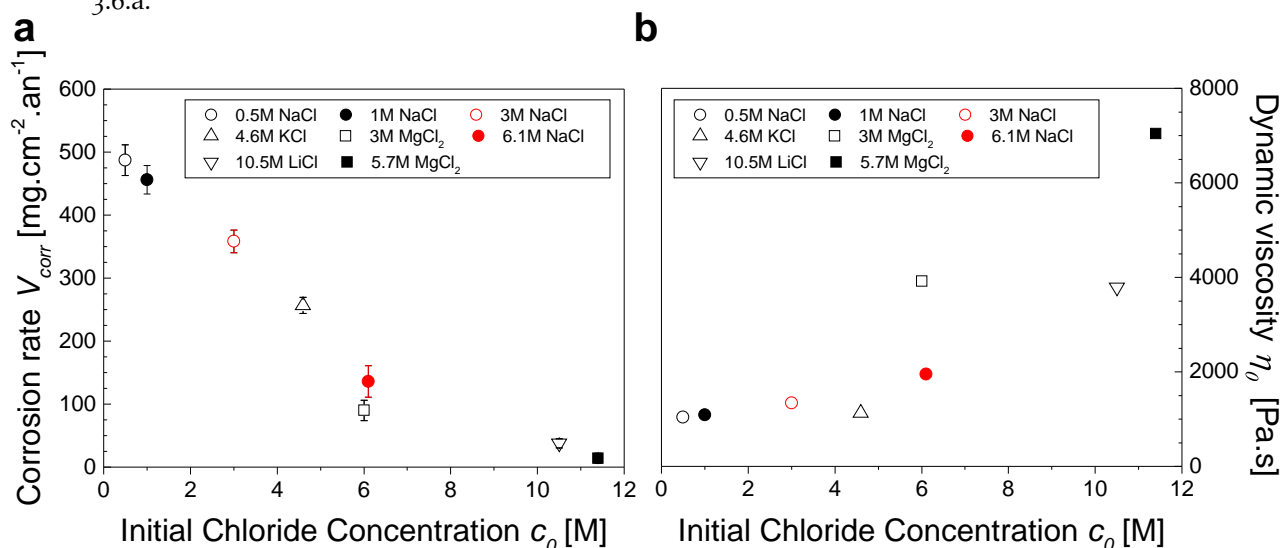 3.6.a.
a
b
Corrosion rate V_corr [mg.cm⁻².an⁻¹]
600
500
400
300
200
100
0
0.5M NaCl 1M NaCl 3M NaCl
4.6M KCl 3M MgCl₂ 6.1M NaCl
10.5M LiCl 5.7M MgCl₂
0 2 4 6 8 10 12
Initial Chloride Concentration c₀ [M]
0.5M NaCl 1M NaCl 3M NaCl
4.6M KCl 3M MgCl₂ 6.1M NaCl
10.5M LiCl 5.7M MgCl₂
8000
6000
4000
2000
0
Dynamic viscosity η₀ [Pa.s]
0 2 4 6 8 10 12
Initial Chloride Concentration c₀ [M]